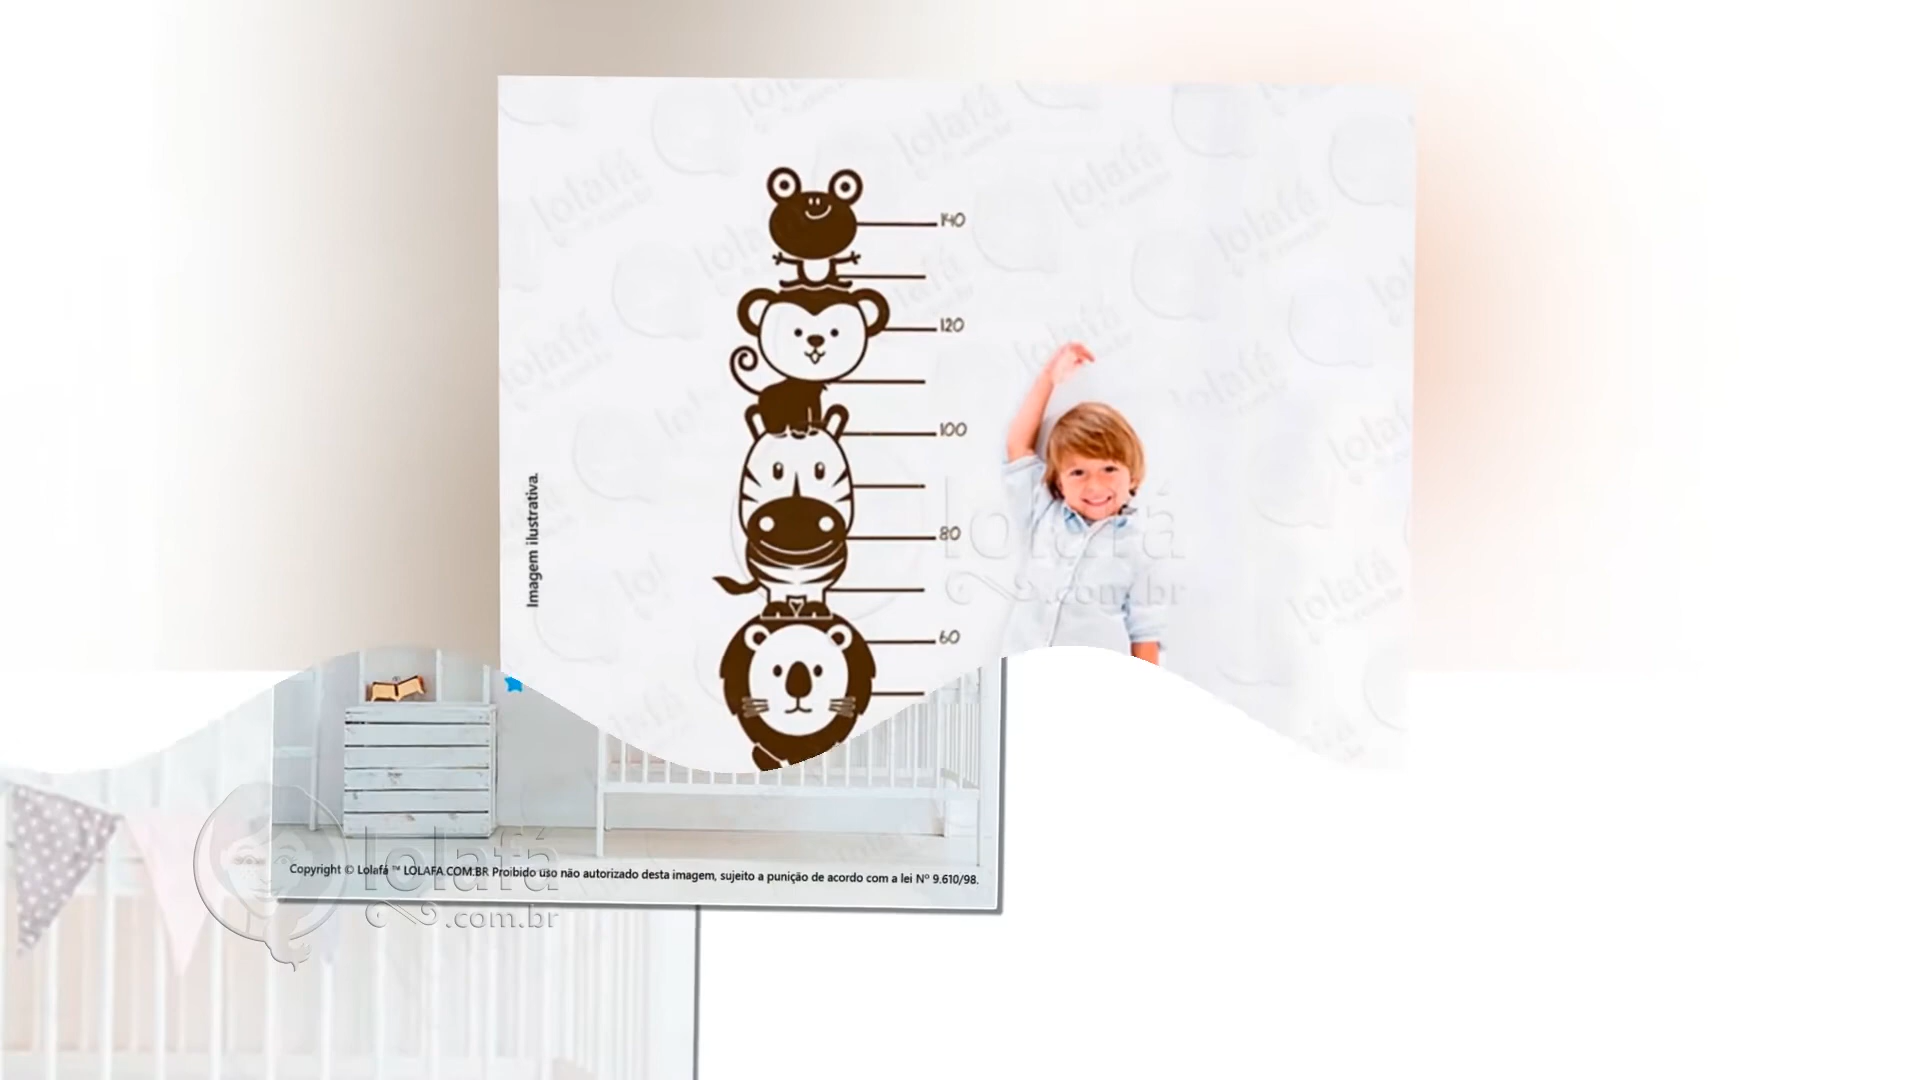 140
120
100
80
60
Imagem ilustrativa.
lolafá
.com.br
Copyright © Lolafá ™ LOLAFA.COM.BR Proibido uso não autorizado desta imagem, sujeito a punição de acordo com a lei Nº 9.610/98.
lolafá
.com.br